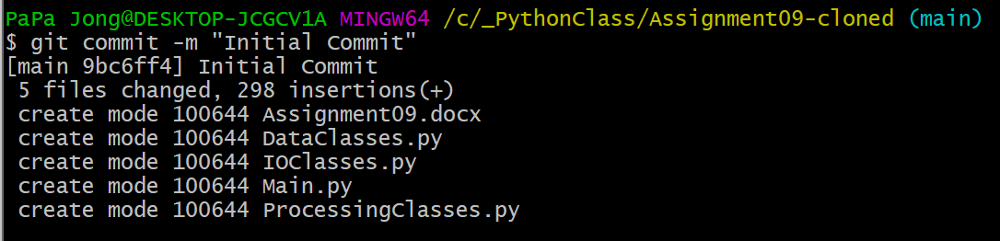 PaPa Jong@DESKTOP-JCGCV1A MINGW64 /c/_PythonClass/Assignment09-cloned (main)
$ git commit -m "Initial Commit"
[main 9bc6ff4] Initial Commit
 5 files changed, 298 insertions(+)
 create mode 100644 Assignment09.docx
 create mode 100644 DataClasses.py
 create mode 100644 IOClasses.py
 create mode 100644 Main.py
 create mode 100644 ProcessingClasses.py